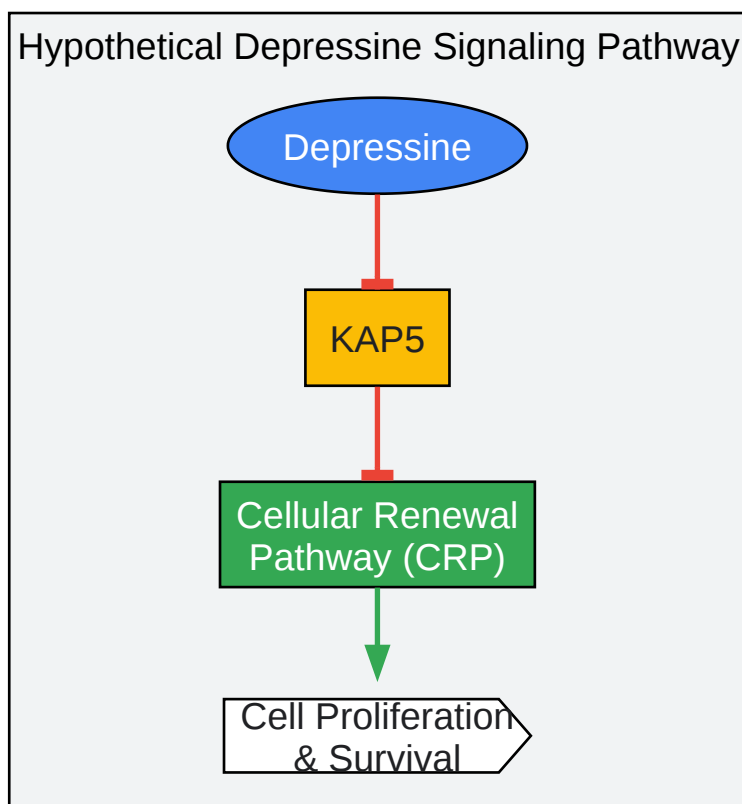 Hypothetical Depressine Signaling Pathway
Depressine
KAP5
Cellular Renewal
Pathway (CRP)
Cell Proliferation
& Survival